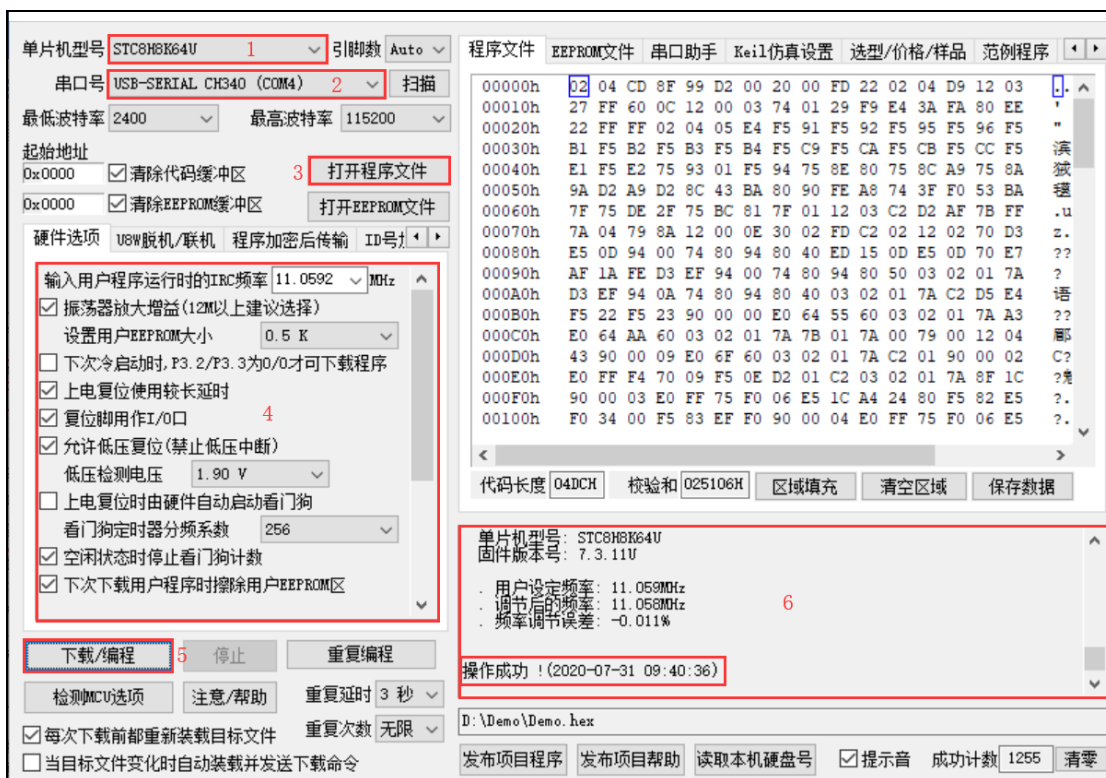 单片机型号 STC8H8K64U 1 引脚数 Auto
串口号 USB-SERIAL CH340 (COM4) 2 扫描
最低波特率 2400 最高波特率 115200
起始地址
0x0000 清除代码缓冲区 3 打开程序文件
0x0000 清除EEPROM缓冲区 打开EEPROM文件
硬件选项 U8W脱机/联机 程序加密后传输 ID号
输入用户程序运行时的IRC频率 11.0592 MHz
振荡器放大增益(12M以上建议选择)
设置用户EEPROM大小 0.5 K
下次冷启动时,P3.2/P3.3为0/0才可下载程序
上电复位使用较长延时
复位脚用作I/O口 4
允许低压复位(禁止低压中断)
低压检测电压 1.90 V
上电复位时由硬件自动启动看门狗
看门狗定时器分频系数 256
空闲状态时停止看门狗计数
下次下载用户程序时擦除用户EEPROM区
下载/编程 5 停止 重复编程
检测MCU选项 注意/帮助 重复延时 3 秒
每次下载前都重新装载目标文件 重复次数 无限
当目标文件变化时自动装载并发送下载命令
程序文件 EEPROM文件 串口助手 Keil仿真设置 选型/价格/样品 范例程序
00000h 02 04 CD 8F 99 D2 00 20 00 FD 22 02 04 D9 12 03 ..
00010h 27 FF 60 0C 12 00 03 74 01 29 F9 E4 3A FA 80 EE '
00020h 22 FF FF 02 04 05 E4 F5 91 F5 92 F5 95 F5 96 F5 "
00030h B1 F5 B2 F5 B3 F5 B4 F5 C9 F5 CA F5 CB F5 CC F5
00040h E1 F5 E2 75 93 01 F5 94 75 8E 80 75 8C A9 75 8A
00050h 9A D2 A9 D2 8C 43 BA 80 90 FE A8 74 3F F0 53 BA
00060h 7F 75 DE 2F 75 BC 81 7F 01 12 03 C2 D2 AF 7B FF .u
00070h 7A 04 79 8A 12 00 0E 30 02 FD C2 02 12 02 70 D3 z.
00080h E5 0D 94 00 74 80 94 80 40 ED 15 0D E5 0D 70 E7 ??
00090h AF 1A FE D3 EF 94 00 74 80 94 80 50 03 02 01 7A ?
000A0h D3 EF 94 0A 74 80 94 80 40 03 02 01 7A C2 D5 E4 语
000B0h F5 22 F5 23 90 00 00 E0 64 55 60 03 02 01 7A A3 ??
000C0h E0 64 AA 60 03 02 01 7A 7B 01 7A 00 79 00 12 04 郿
000D0h 43 90 00 09 E0 6F 60 03 02 01 7A C2 01 90 00 02 C?
000E0h E0 FF F4 70 09 F5 0E D2 01 C2 03 02 01 7A 8F 1C
000F0h 90 00 03 E0 FF 75 F0 06 E5 1C A4 24 80 F5 82 E5 ?.
00100h F0 34 00 F5 83 EF F0 90 00 04 E0 FF 75 F0 06 E5 ?.
代码长度 04DCH 校验和 025106H 区域填充 清空区域 保存数据
单片机型号: STC8H8K64U
固件版本号: 7.3.11U
. 用户设定频率: 11.059MHz
. 调节后的频率: 11.058MHz
. 频率调节误差: -0.011%
6
操作成功 !(2020-07-31 09:40:36)
D:\Demo\Demo.hex
发布项目程序 发布项目帮助 读取本机硬盘号 提示音 成功计数 1255 清零